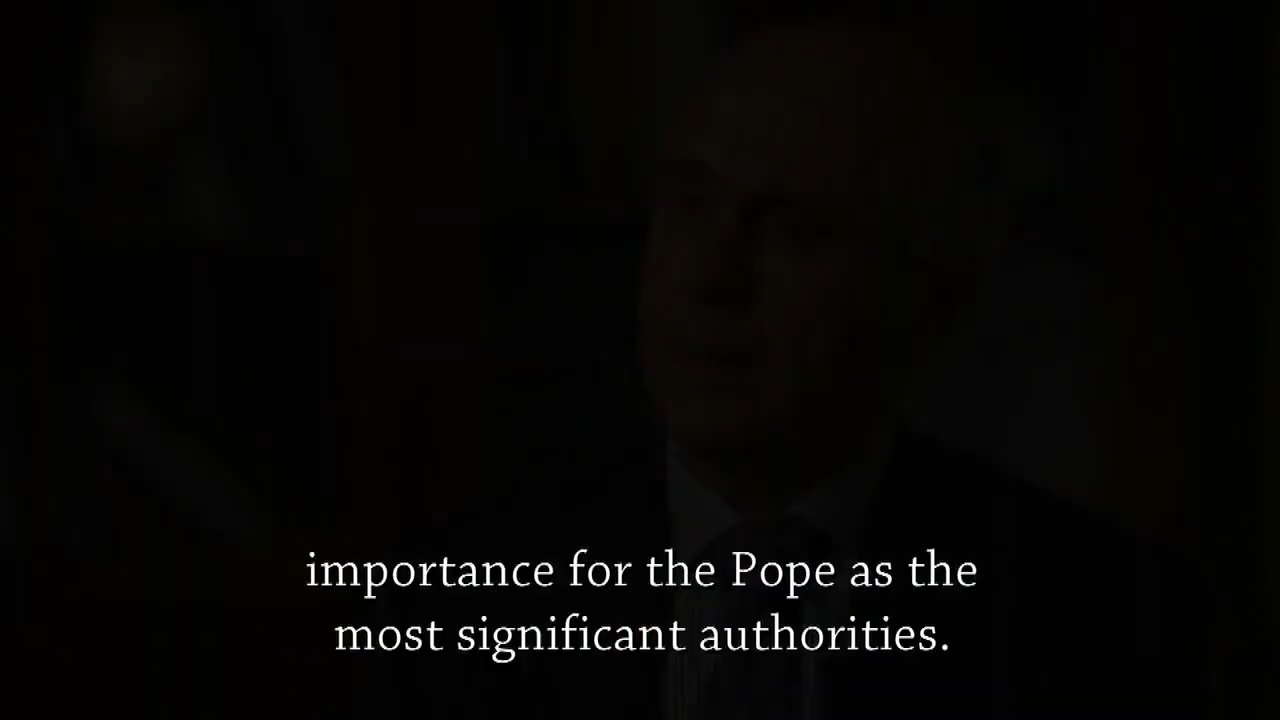 importance for the Pope as the
most significant authorities.